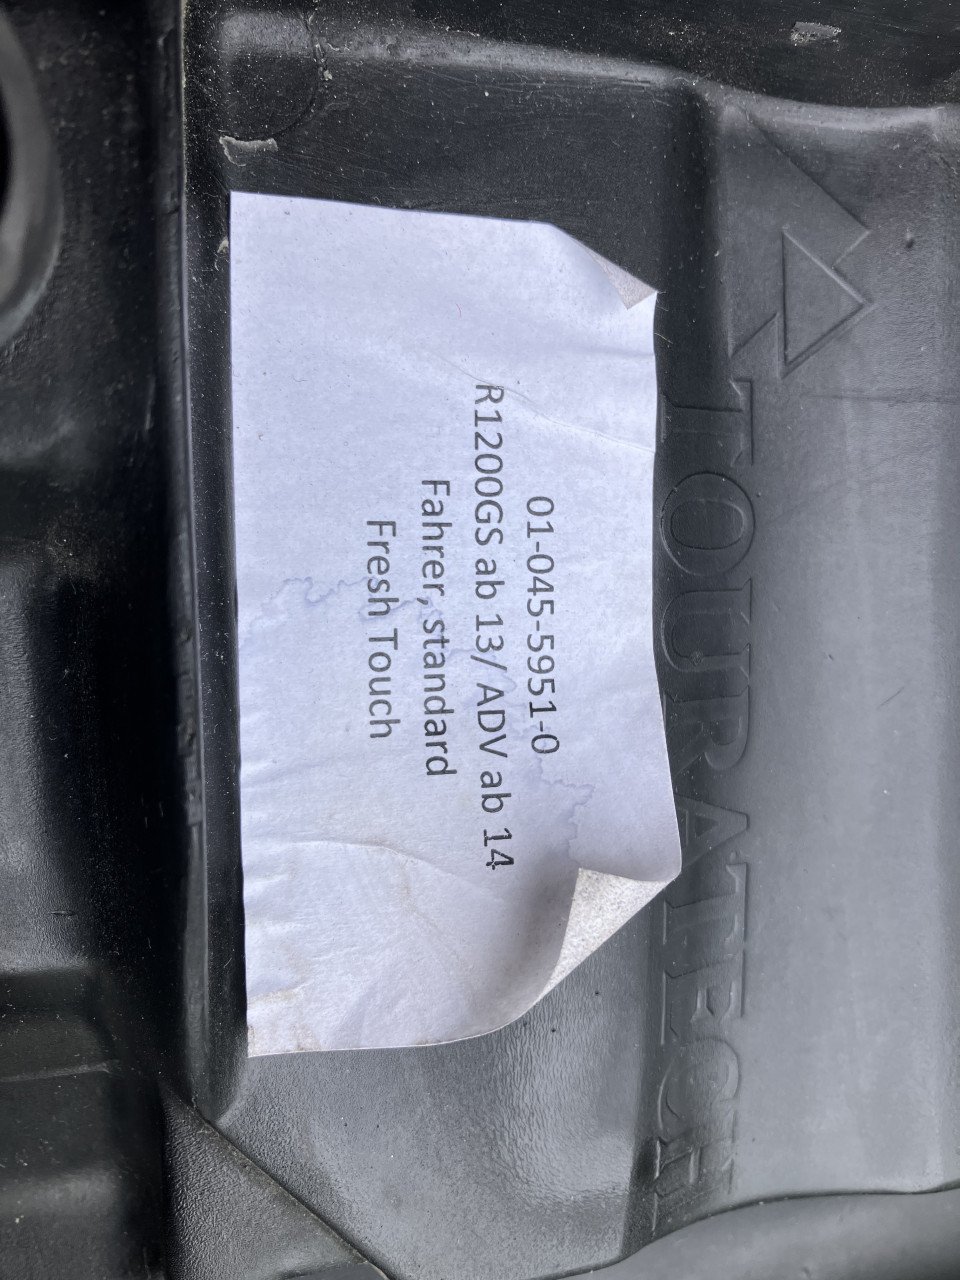 01-045-5951-0
R1200GS ab 13/ ADV ab 14
Fahrer, standard
Fresh Touch
TOURATECH